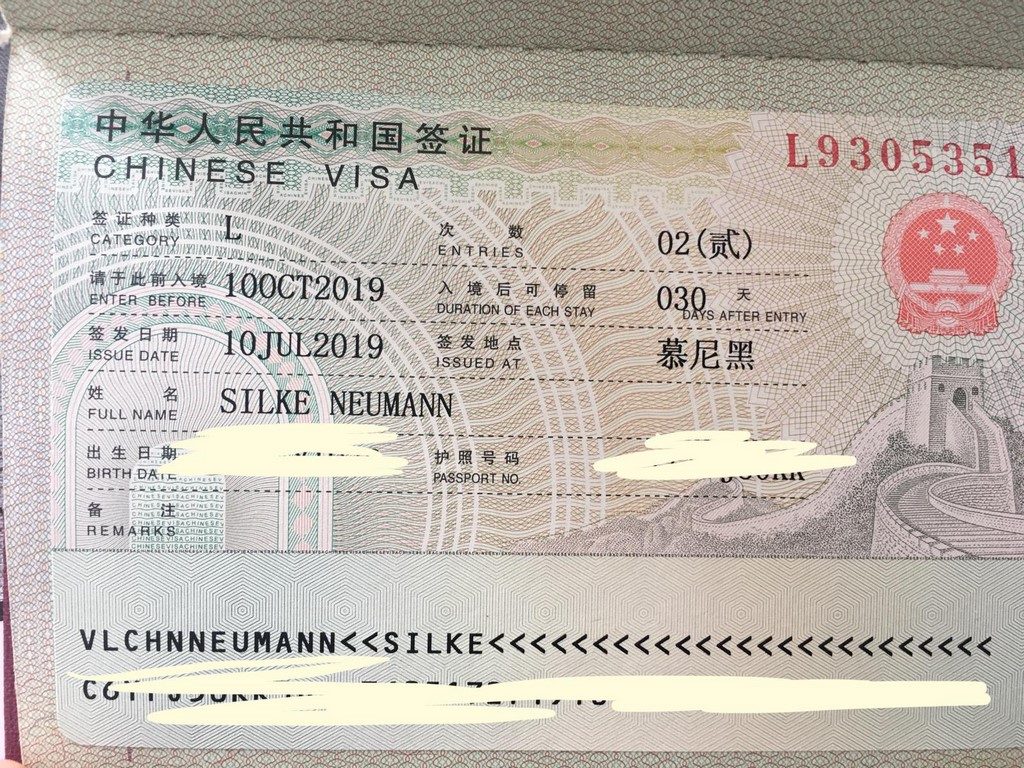 中华人民共和国签证
CHINESE VISA
L9305351
签证种类 L 次 数 02(贰)
CATEGORY ENTRIES
请于此前入境 10OCT2019 入境后可停留 030 天
ENTER BEFORE DURATION OF EACH STAY DAYS AFTER ENTRY
签发日期 10JUL2019 签发地点 慕尼黑
ISSUE DATE ISSUED AT
姓 名 SILKE NEUMANN
FULL NAME
出生日期 护照号码
BIRTH DATE PASSPORT NO.
备 注
REMARKS
VLCHNNEUMANN<<SILKE<<<<<<<<<<<<<<<<<<<<<<<<<